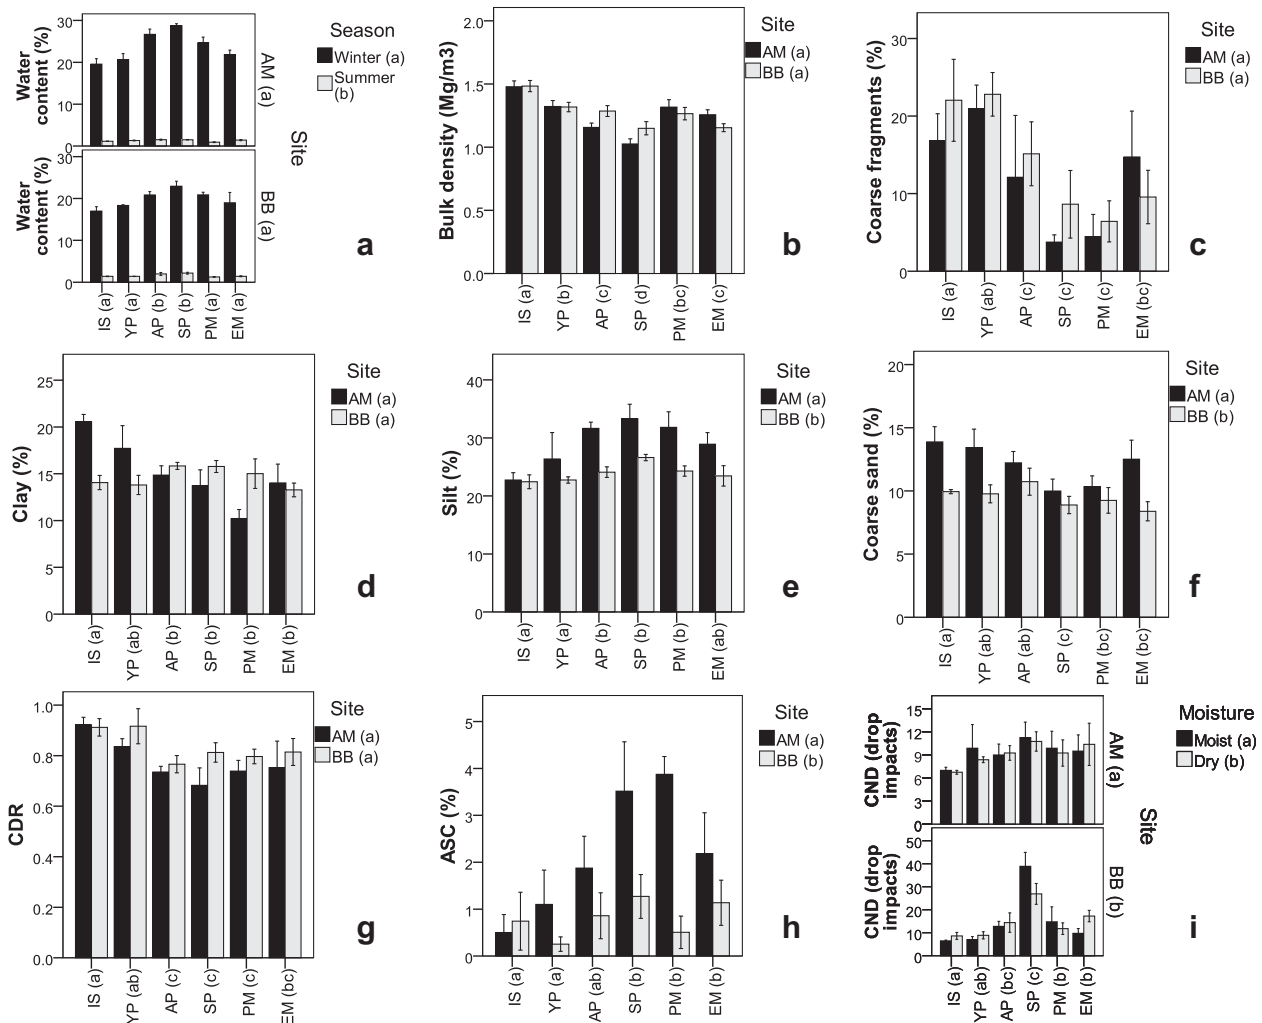 Water content (%)
30
20
10
0
AM (a)
Season
Winter (a)
Summer (b)
Site
Water content (%)
30
20
10
0
BB (a)
a
IS (a)
YP (a)
AP (b)
SP (b)
PM (a)
EM (a)
Bulk density (Mg/m3)
2.0
1.5
1.0
0.5
0.0
Site
AM (a)
BB (a)
b
IS (a)
YP (b)
AP (c)
SP (d)
PM (bc)
EM (c)
Coarse fragments (%)
30
20
10
0
Site
AM (a)
BB (a)
c
IS (a)
YP (ab)
AP (c)
SP (c)
PM (c)
EM (bc)
Clay (%)
25
20
15
10
5
0
Site
AM (a)
BB (a)
d
IS (a)
YP (ab)
AP (b)
SP (b)
PM (b)
EM (b)
Silt (%)
40
30
20
10
0
Site
AM (a)
BB (b)
e
IS (a)
YP (a)
AP (b)
SP (b)
PM (b)
EM (ab)
Coarse sand (%)
20
15
10
5
0
Site
AM (a)
BB (b)
f
IS (a)
YP (ab)
AP (ab)
SP (c)
PM (bc)
EM (bc)
CDR
1.0
0.8
0.6
0.4
0.2
0.0
Site
AM (a)
BB (a)
g
IS (a)
YP (ab)
AP (c)
SP (c)
PM (c)
EM (bc)
ASC (%)
5
4
3
2
1
0
Site
AM (a)
BB (b)
h
IS (a)
YP (a)
AP (ab)
SP (b)
PM (b)
EM (b)
CND (drop impacts)
15
12
9
6
3
0
AM (a)
Moisture
Moist (a)
Dry (b)
Site
CND (drop impacts)
50
40
30
20
10
0
BB (b)
i
IS (a)
YP (ab)
AP (bc)
SP (c)
PM (b)
EM (b)